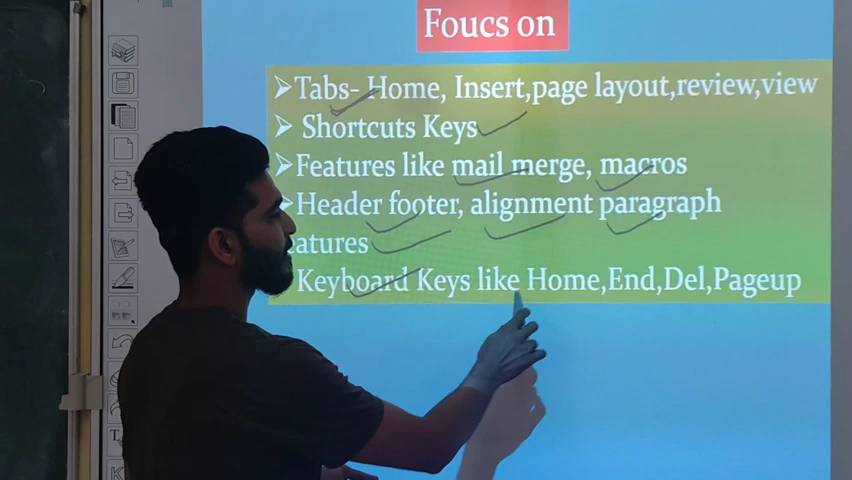 Foucs on
➢Tabs- Home, Insert,page layout,review,view
➢ Shortcuts Keys
➢Features like mail merge, macros
➢Header footer, alignment paragraph
eatures
Keyboard Keys like Home,End,Del,Pageup